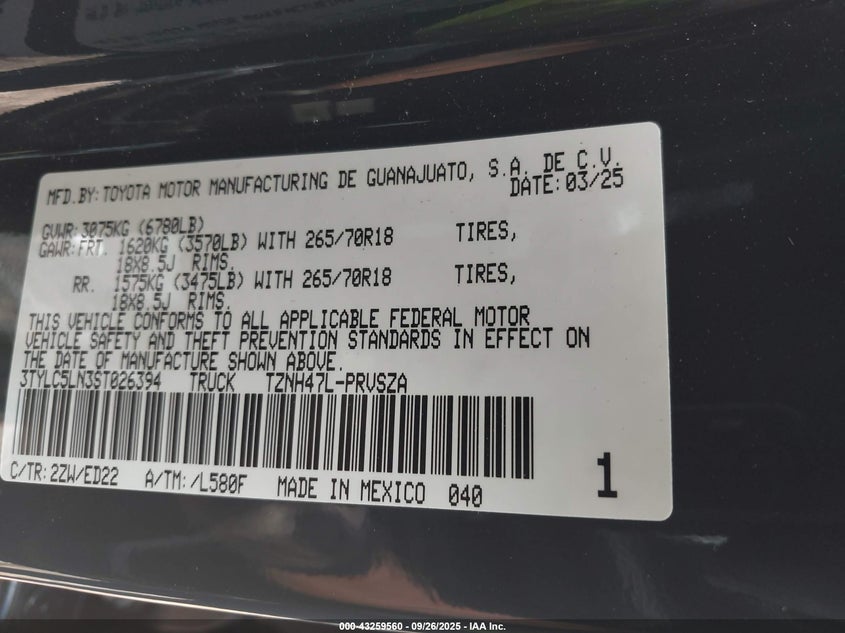 MFD.BY: TOYOTA MOTOR MANUFACTURING DE GUANAJUATO, S.A. DE C.V.
DATE: 03/25
GVWR: 3075KG (6780LB)
GAWR: FRT. 1620KG (3570LB) WITH 265/70R18 TIRES,
18X8.5J RIMS.
RR. 1575KG (3475LB) WITH 265/70R18 TIRES,
18X8.5J RIMS.
THIS VEHICLE CONFORMS TO ALL APPLICABLE FEDERAL MOTOR
VEHICLE SAFETY AND THEFT PREVENTION STANDARDS IN EFFECT ON
THE DATE OF MANUFACTURE SHOWN ABOVE.
3TYLC5LN3ST026394 TRUCK TZNH47L-PRVSZA
C/TR: 2ZW/ED22 A/TM: /L580F MADE IN MEXICO 040
1
000-43259560 - 09/26/2025 - IAA Inc.